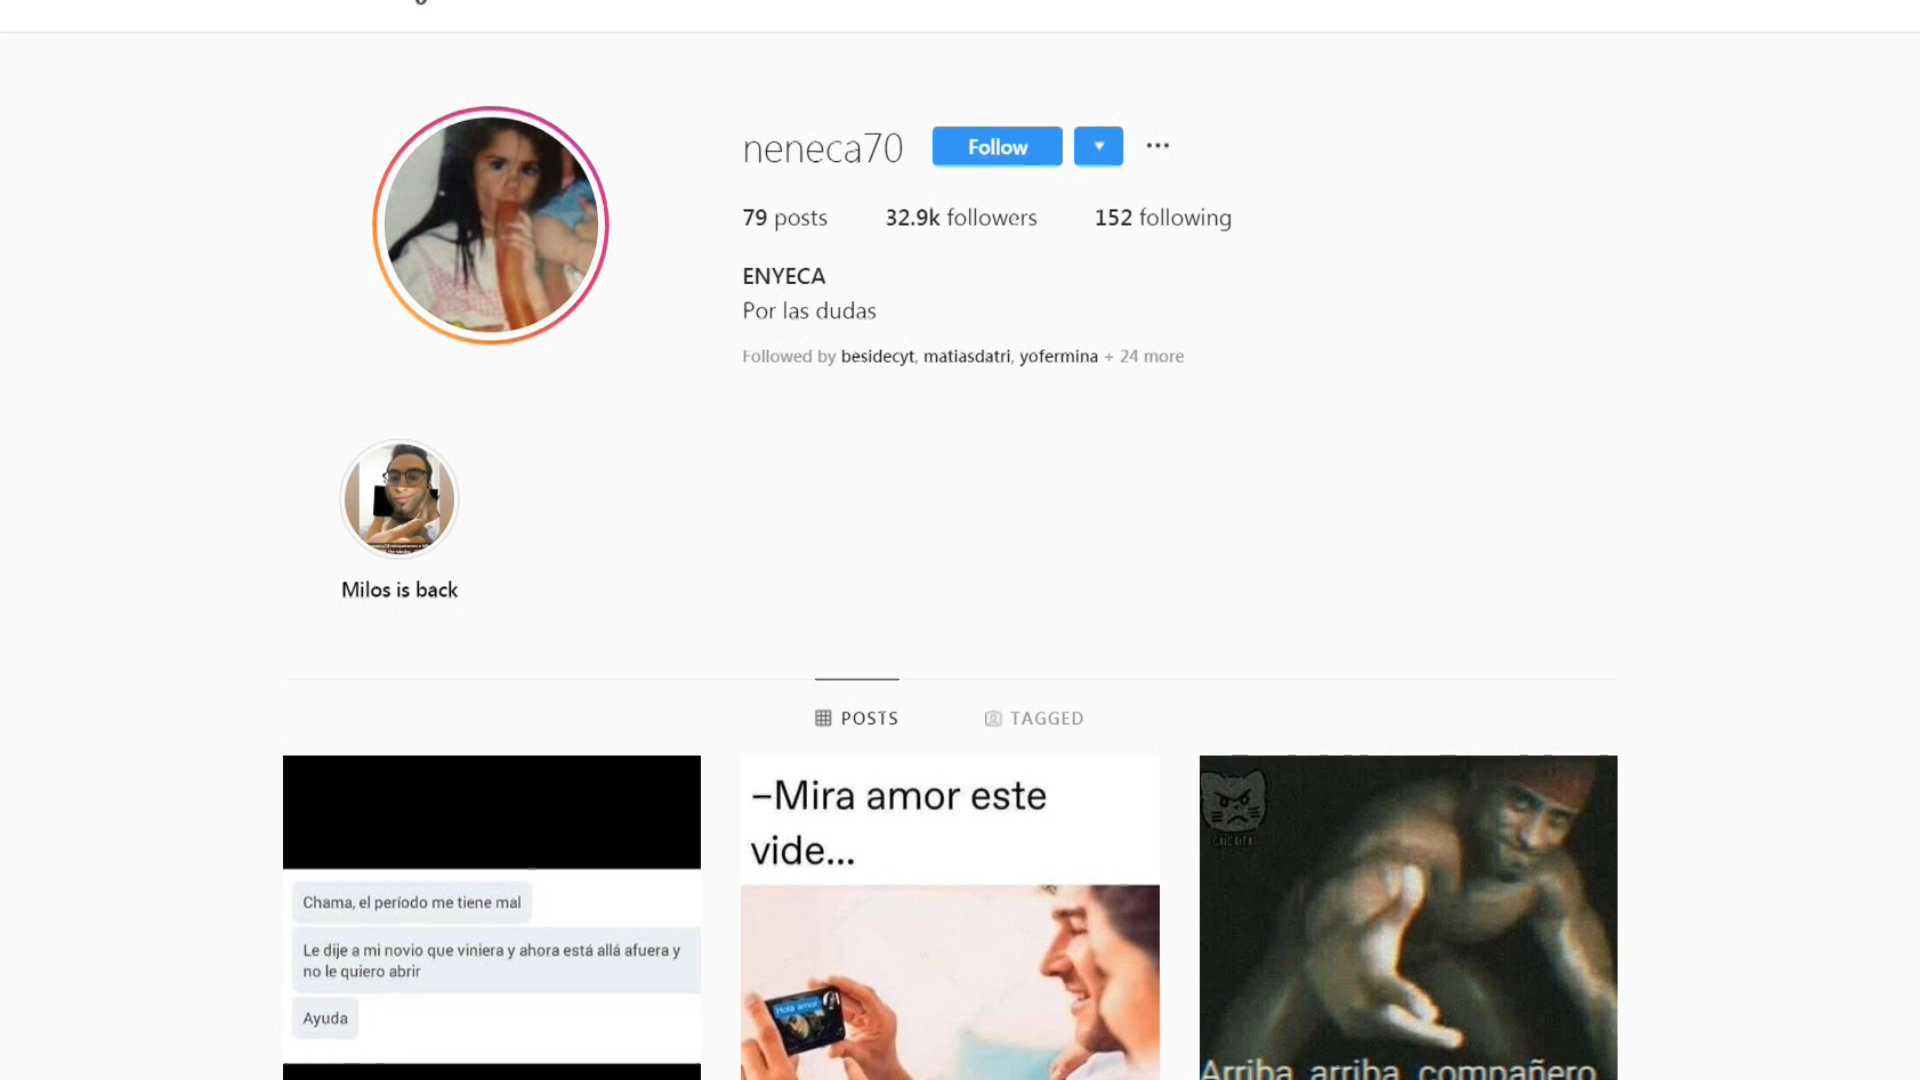 neneca70 Follow
79 posts 32.9k followers 152 following
ENYECA
Por las dudas
Followed by besidecyt, matiasdatri, yofermina + 24 more
Milos is back
POSTS TAGGED
Chama, el período me tiene mal
Le dije a mi novio que viniera y ahora está allá afuera y
no le quiero abrir
Ayuda
–Mira amor este
vide...
Hola amor
Arriba arriba compañero